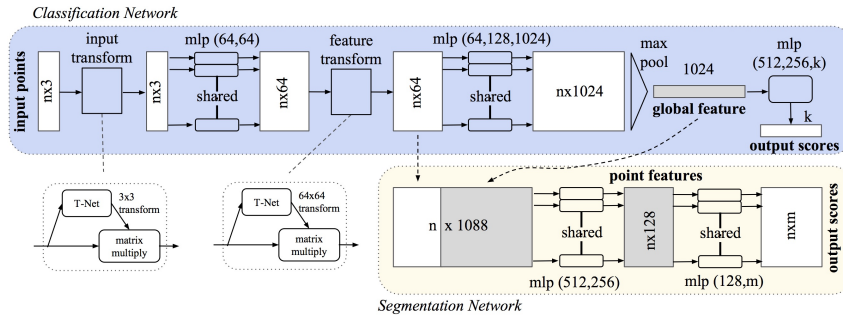 Classification Network
input points
nx3
input
transform
nx3
mlp (64,64)
shared
nx64
feature
transform
nx64
mlp (64,128,1024)
shared
nx1024
max
pool
1024
global feature
mlp
(512,256,k)
k
output scores
T-Net
3x3
transform
matrix
multiply
T-Net
64x64
transform
matrix
multiply
point features
n x 1088
shared
mlp (512,256)
nx128
shared
mlp (128,m)
nxm
output scores
Segmentation Network